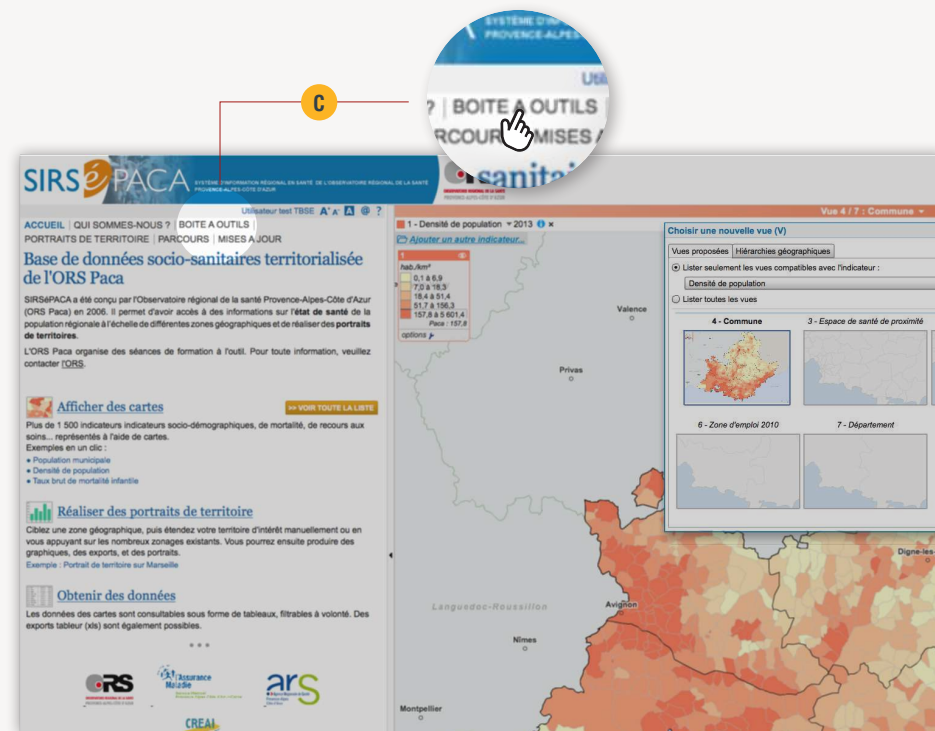 SYSTÈME D'IN
PROVENCE-ALPES
Utili
? | BOITE A OUTILS |
RCOUR MISES A
C
SIRSéPACA
SYSTÈME D'INFORMATION RÉGIONAL EN SANTÉ DE L'OBSERVATOIRE RÉGIONAL DE LA SANTÉ
PROVENCE-ALPES-CÔTE D'AZUR
sanitai
Utilisateur test TBSE A+ A- A @ ?
ACCUEIL | QUI SOMMES-NOUS ? | BOITE A OUTILS |
PORTRAITS DE TERRITOIRE | PARCOURS | MISES A JOUR
Base de données socio-sanitaires territorialisée
de l'ORS Paca
SIRSéPACA a été conçu par l'Observatoire régional de la santé Provence-Alpes-Côte d'Azur
(ORS Paca) en 2006. Il permet d'avoir accès à des informations sur l'état de santé de la
population régionale à l'échelle de différentes zones géographiques et de réaliser des portraits
de territoires.
L'ORS Paca organise des séances de formation à l'outil. Pour toute information, veuillez
contacter l'ORS.
Afficher des cartes
>> VOIR TOUTE LA LISTE
Plus de 1 500 indicateurs indicateurs socio-démographiques, de mortalité, de recours aux
soins... représentés à l'aide de cartes.
Exemples en un clic :
• Population municipale
• Densité de population
• Taux brut de mortalité infantile
Réaliser des portraits de territoire
Ciblez une zone géographique, puis étendez votre territoire d'intérêt manuellement ou en
vous appuyant sur les nombreux zonages existants. Vous pourrez ensuite produire des
graphiques, des exports, et des portraits.
Exemple : Portrait de territoire sur Marseille
Obtenir des données
Les données des cartes sont consultables sous forme de tableaux, filtrables à volonté. Des
exports tableur (xls) sont également possibles.
ORS
l'Assurance
Maladie
ars
CREAI
Vue 4 / 7 : Commune
1 - Densité de population 2013 i ×
Ajouter un autre indicateur...
1
hab./km²
0,1 à 6,9
7,0 à 18,3
18,4 à 51,4
51,7 à 156,3
157,8 à 5 601,4
Paca : 157,8
options
Choisir une nouvelle vue (V)
Vues proposées
Hiérarchies géographiques
Lister seulement les vues compatibles avec l'indicateur :
Densité de population
Lister toutes les vues
4 - Commune
3 - Espace de santé de proximité
6 - Zone d'emploi 2010
7 - Département
Valence
Privas
Digne-les-
Languedoc-Roussillon
Avignon
Nîmes
Montpellier